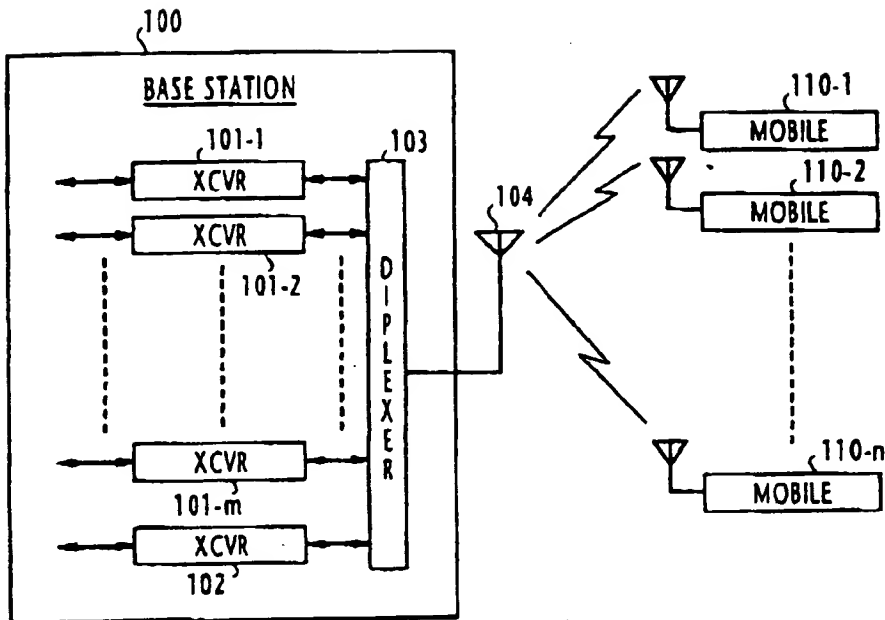 100
BASE STATION
101-1
XCVR
XCVR
101-2
XCVR
101-m
XCVR
102
103
DIPLEXER
104
110-1
MOBILE
110-2
MOBILE
110-n
MOBILE